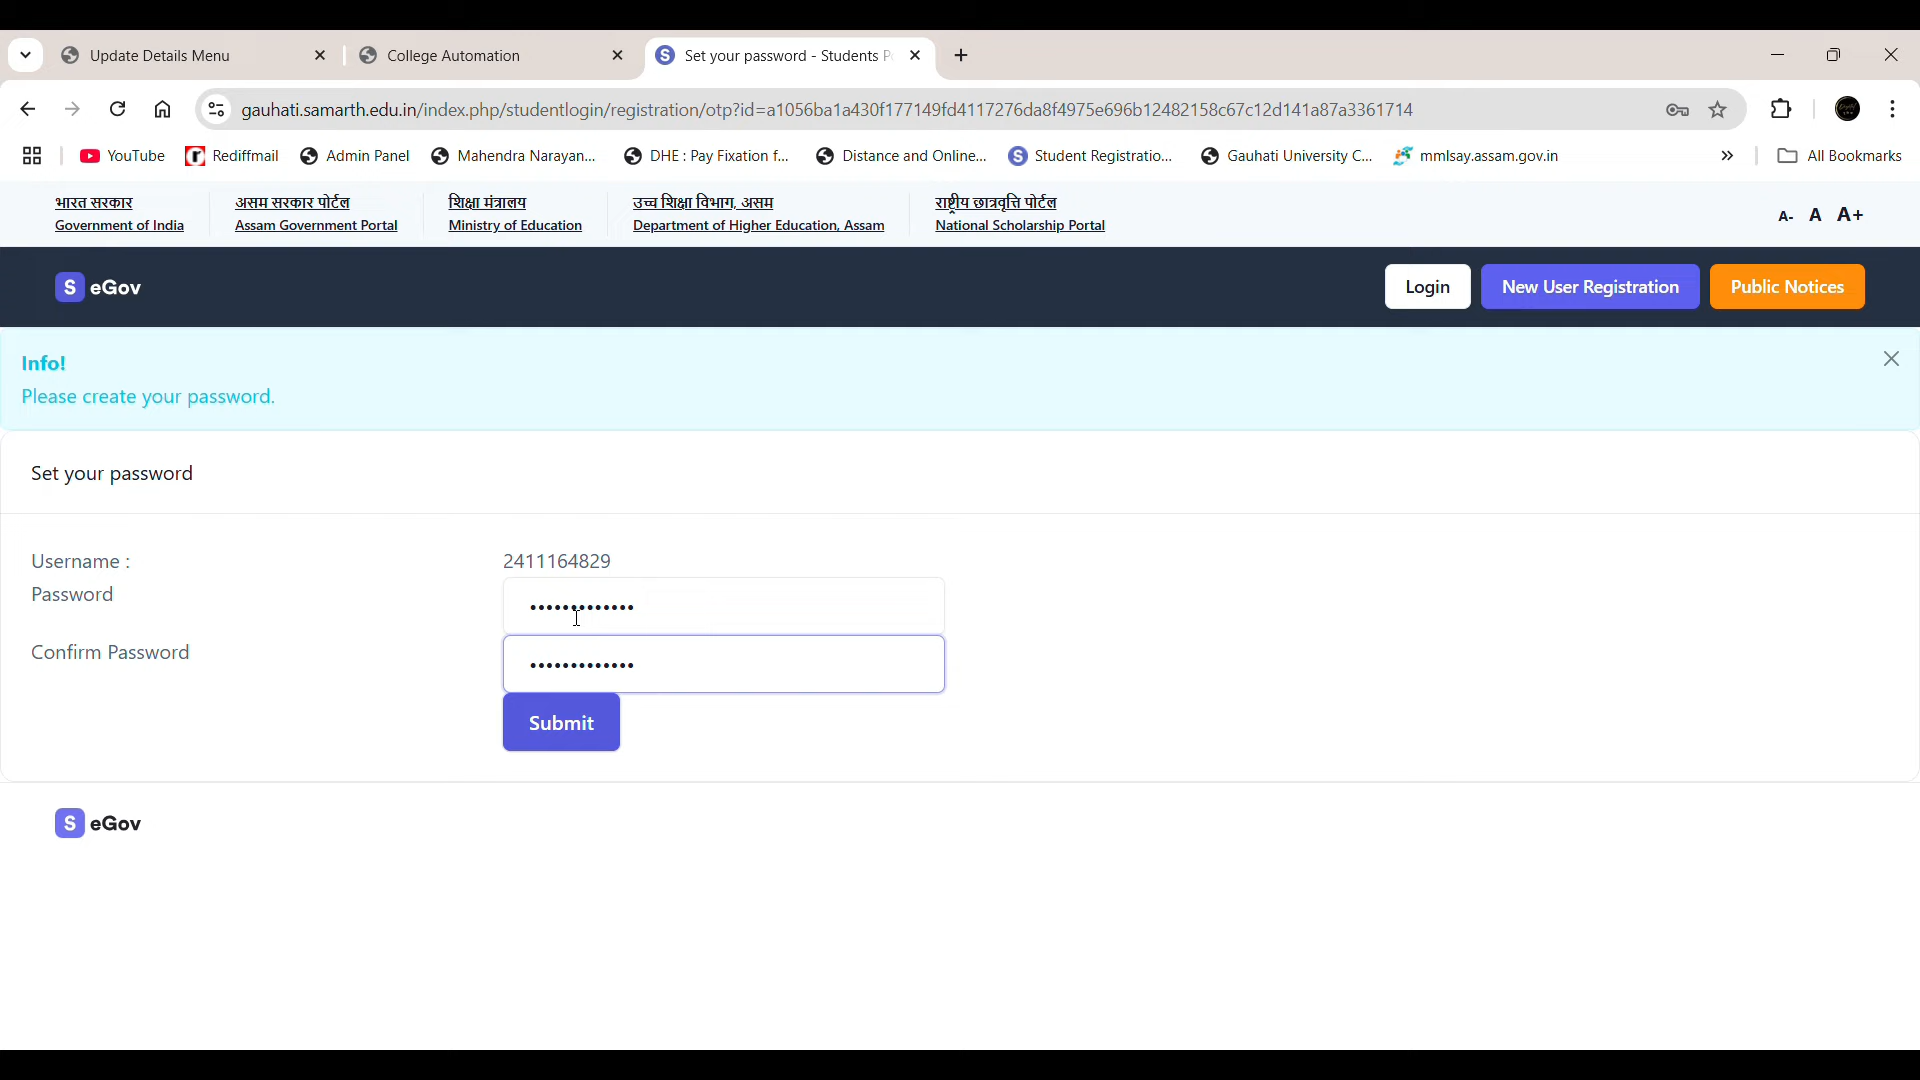 Update Details Menu
College Automation
Set your password - Students P
gauhati.samarth.edu.in/index.php/studentlogin/registration/otp?id=a1056ba1a430f177149fd4117276da8f4975e696b12482158c67c12d141a87a3361714
YouTube
Rediffmail
Admin Panel
Mahendra Narayan...
DHE : Pay Fixation f...
Distance and Online...
Student Registratio...
Gauhati University C...
mmlsay.assam.gov.in
All Bookmarks
भारत सरकार
Government of India
असम सरकार पोर्टल
Assam Government Portal
शिक्षा मंत्रालय
Ministry of Education
उच्च शिक्षा विभाग, असम
Department of Higher Education, Assam
राष्ट्रीय छात्रवृत्ति पोर्टल
National Scholarship Portal
A- A A+
S eGov
Login
New User Registration
Public Notices
Info!
Please create your password.
Set your password
Username : 2411164829
Password
Confirm Password
Submit
S eGov